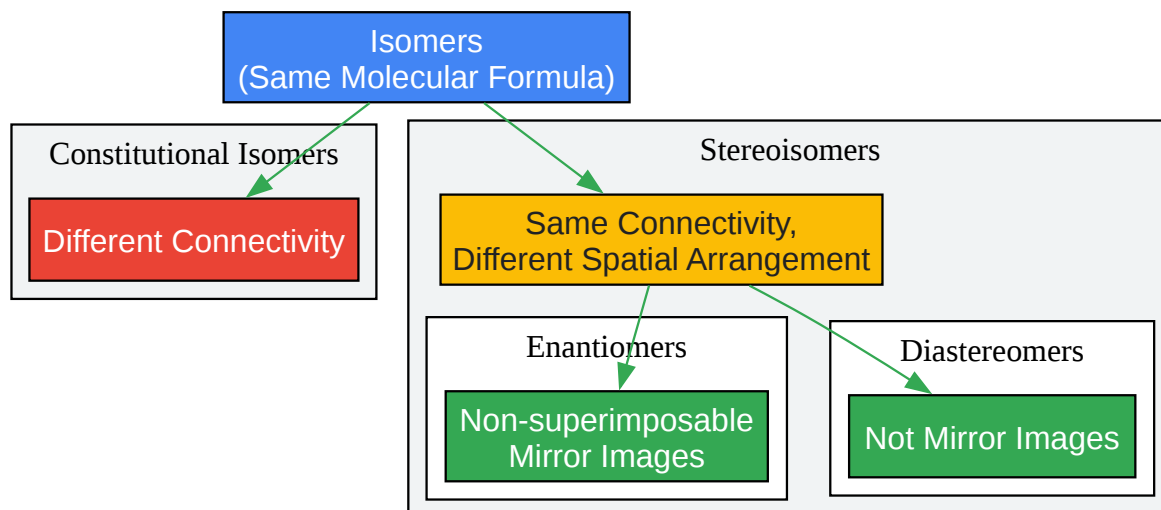 Isomers
(Same Molecular Formula)
Constitutional Isomers
Different Connectivity
Stereoisomers
Same Connectivity,
Different Spatial Arrangement
Enantiomers
Non-superimposable
Mirror Images
Diastereomers
Not Mirror Images